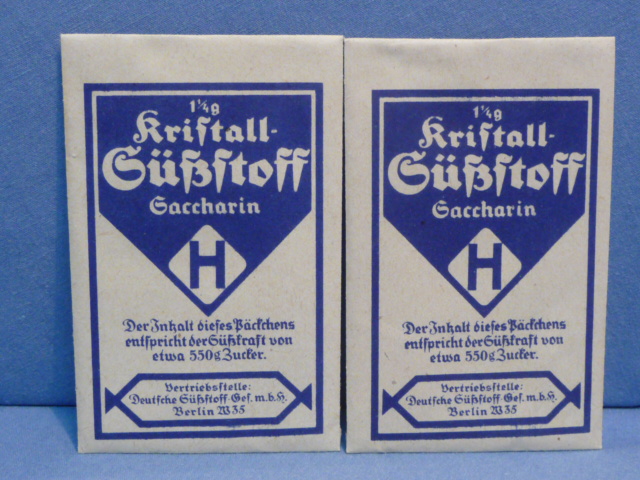 1¼g
Kriſtall-
Süßſtoff
Saccharin
H
Der Inhalt dieſes Päckchens
entſpricht der Süßkraft von
etwa 550g Zucker.
Vertriebsſtelle:
Deutſche Süßſtoff-Geſ. m. b. H.
Berlin W35
1¼g
Kriſtall-
Süßſtoff
Saccharin
H
Der Inhalt dieſes Päckchens
entſpricht der Süßkraft von
etwa 550g Zucker.
Vertriebsſtelle:
Deutſche Süßſtoff-Geſ. m. b. H.
Berlin W35